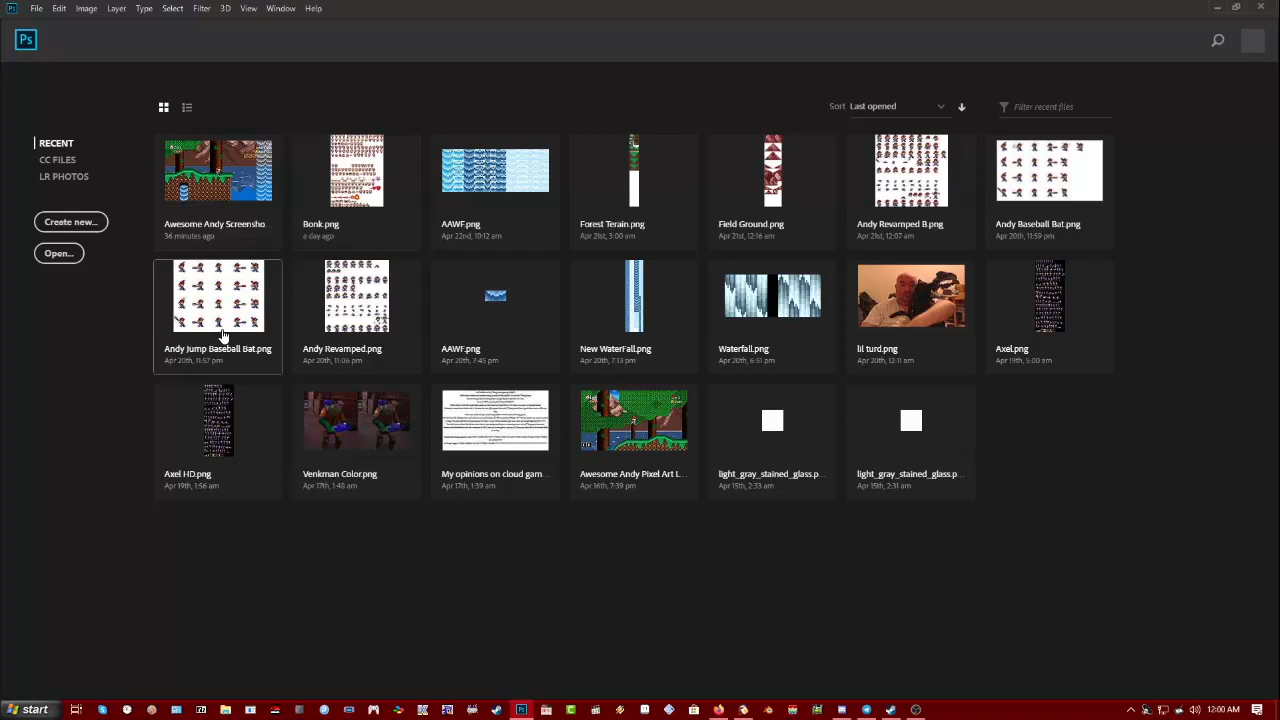 Ps File Edit Image Layer Type Select Filter 3D View Window Help
Ps
Sort Last opened
Filter recent files
RECENT
CC FILES
LR PHOTOS
Create new...
Open...
Awesome Andy Screensho...
36 minutes ago
Bonk.png
a day ago
AAWF.png
Apr 22nd, 10:12 am
Forest Terain.png
Apr 21st, 3:00 am
Field Ground.png
Apr 21st, 12:16 am
Andy Revamped B.png
Apr 21st, 12:07 am
Andy Baseball Bat.png
Apr 20th, 11:59 pm
Andy Jump Baseball Bat.png
Apr 20th, 11:57 pm
Andy Revamped.png
Apr 20th, 11:06 pm
AAWF.png
Apr 20th, 7:45 pm
New WaterFall.png
Apr 20th, 7:13 pm
Waterfall.png
Apr 20th, 6:51 pm
lil turd.png
Apr 20th, 12:11 am
Axel.png
Apr 19th, 5:00 am
Axel HD.png
Apr 19th, 1:56 am
Venkman Color.png
Apr 17th, 1:48 am
My opinions on cloud gam...
Apr 17th, 1:39 am
Awesome Andy Pixel Art L...
Apr 16th, 7:39 pm
light_gray_stained_glass.p...
Apr 15th, 2:33 am
light_gray_stained_glass.p...
Apr 15th, 2:31 am
start
Ps
12:00 AM